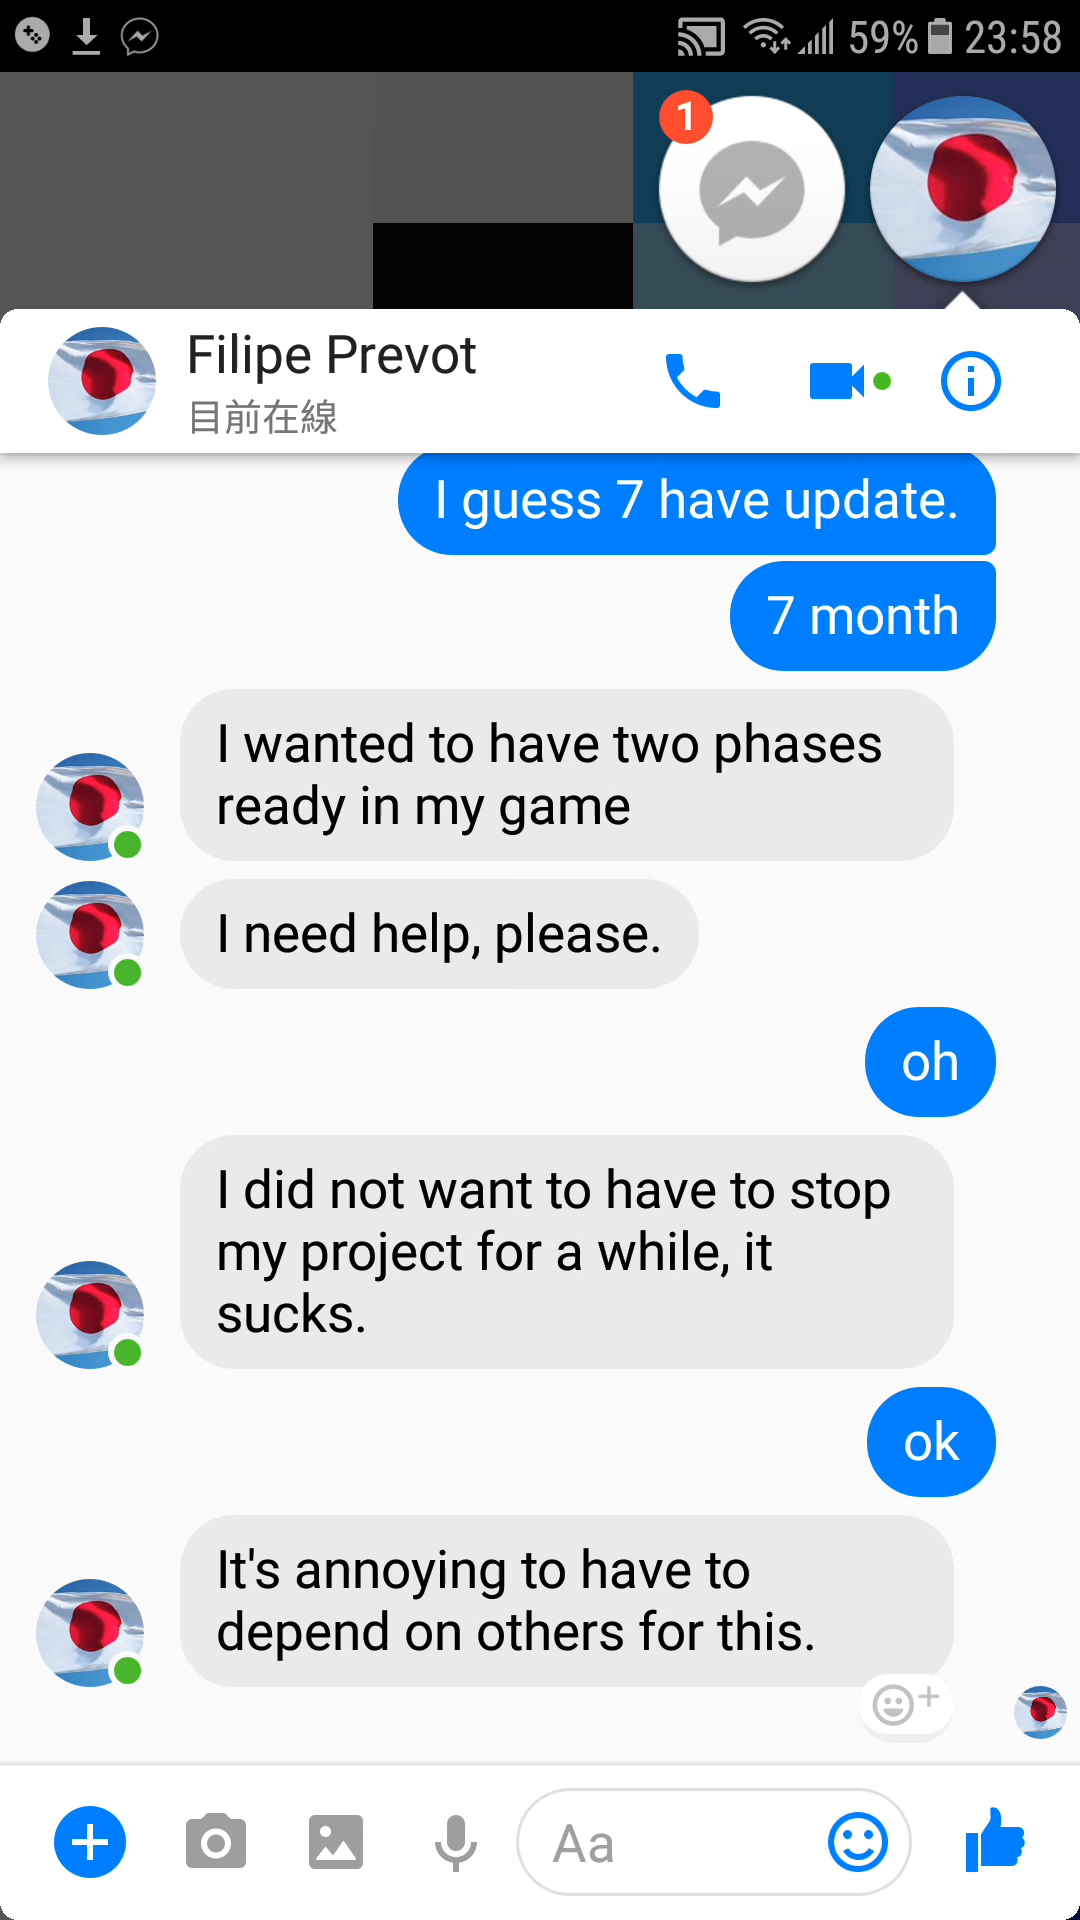 59% 23:58
1
Filipe Prevot
目前在線
I guess 7 have update.
7 month
I wanted to have two phases
ready in my game
I need help, please.
oh
I did not want to have to stop
my project for a while, it
sucks.
ok
It's annoying to have to
depend on others for this.
Aa